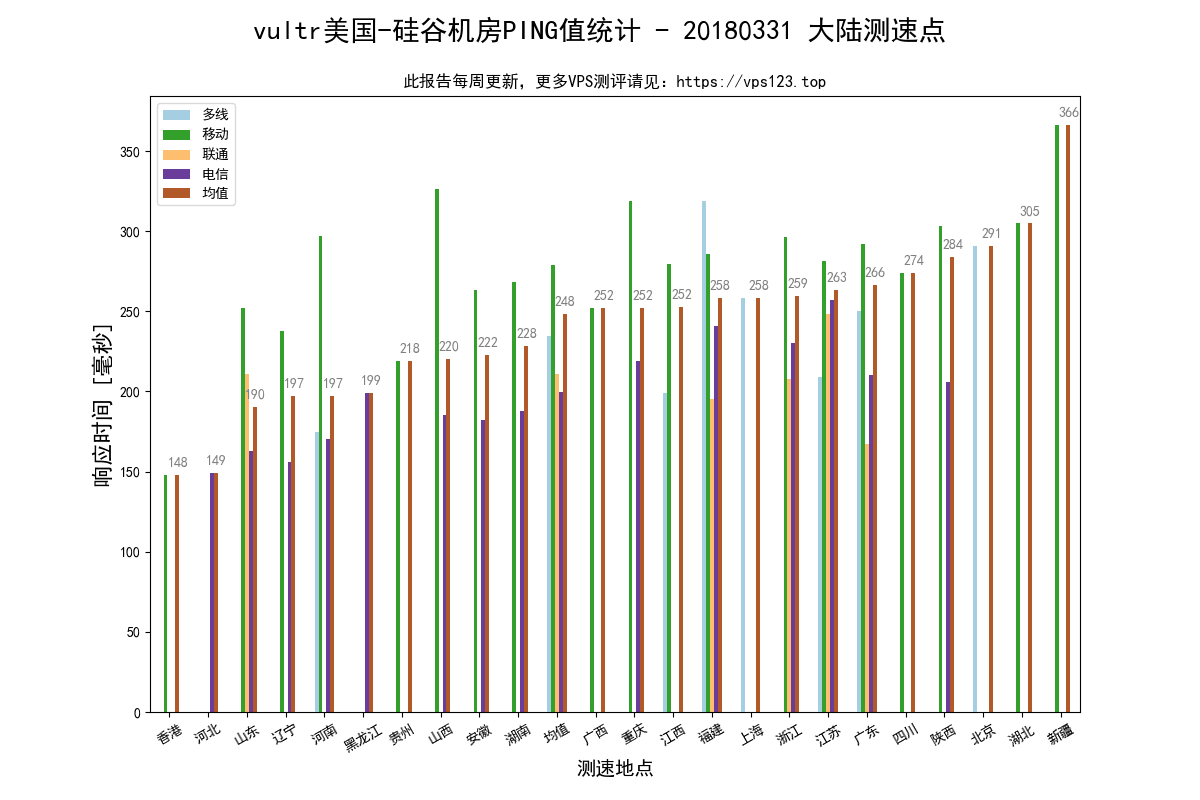 vultr美国-硅谷机房PING值统计 - 20180331 大陆测速点
此报告每周更新，更多VPS测评请见：https://vps123.top
多线
移动
联通
电信
均值
响应时间 [毫秒]
350
300
250
200
150
100
50
0
148 149 190 197 197 199 218 220 222 228 248 252 252 252 258 258 259 263 266 274 284 291 305 366
香港 河北 山东 辽宁 河南 黑龙江 贵州 山西 安徽 湖南 均值 广西 重庆 江西 福建 上海 浙江 江苏 广东 四川 陕西 北京 湖北 新疆
测速地点